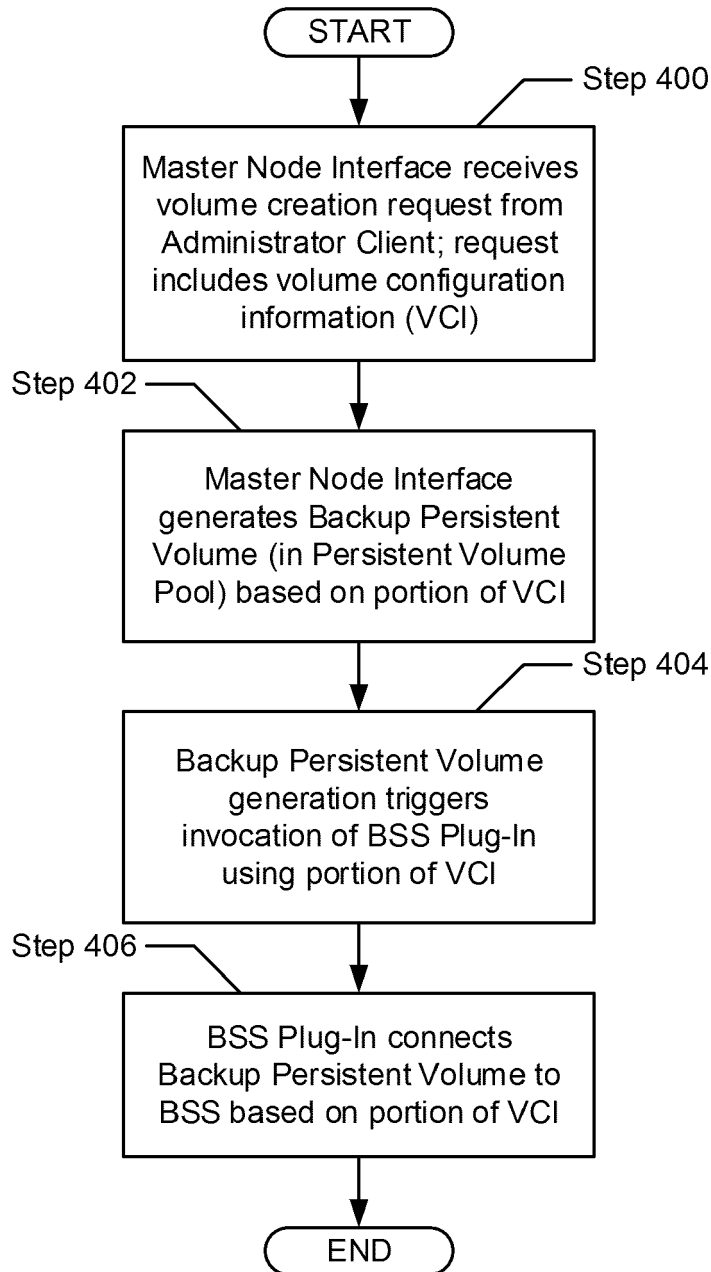 START
Step 400
Master Node Interface receives
volume creation request from
Administrator Client; request
includes volume configuration
information (VCI)
Step 402
Master Node Interface
generates Backup Persistent
Volume (in Persistent Volume
Pool) based on portion of VCI
Step 404
Backup Persistent Volume
generation triggers
invocation of BSS Plug-In
using portion of VCI
Step 406
BSS Plug-In connects
Backup Persistent Volume to
BSS based on portion of VCI
END